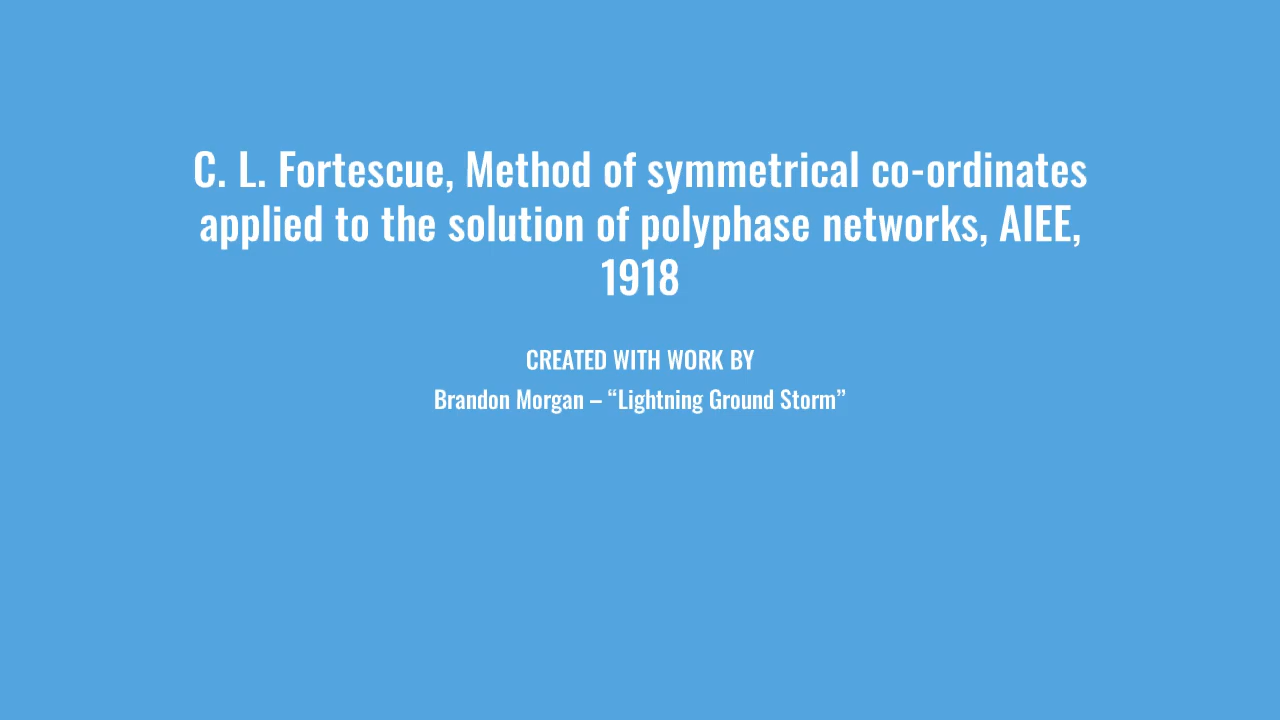 C. L. Fortescue, Method of symmetrical co-ordinates
applied to the solution of polyphase networks, AIEE,
1918
CREATED WITH WORK BY
Brandon Morgan – “Lightning Ground Storm”